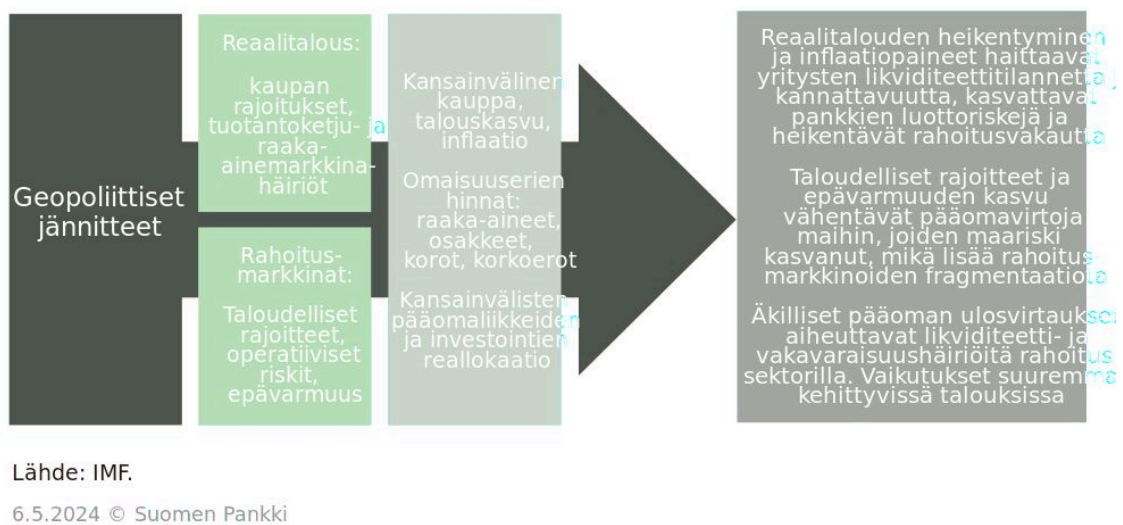 Geopoliittiset
jännitteet
Reaalitalous:
kaupan
rajoitukset,
tuotantoketju- ja
raaka-
ainemarkkina-
häiriöt
Rahoitus-
markkinat:
Taloudelliset
rajoitteet,
operatiiviset
riskit,
epävarmuus
Kansainvälinen
kauppa,
talouskasvu,
inflaatio
Omaisuuserien
hinnat:
raaka-aineet,
osakkeet,
korot, korkoerot
Kansainvälisten
pääomaliikkeiden
ja investointien
reallokaatio
Reaalitalouden heikentyminen
ja inflaatiopaineet haittaavat
yritysten likviditeettitilannetta j
kannattavuutta, kasvattavat
pankkien luottoriskejä ja
heikentävät rahoitusvakautta
Taloudelliset rajoitteet ja
epävarmuuden kasvu
vähentävät pääomavirtoja
maihin, joiden maariski
kasvanut, mikä lisää rahoitus-
markkinoiden fragmentaatiota
Äkilliset pääoman ulosvirtaukset
aiheuttavat likviditeetti- ja
vakavaraisuushäiriöitä rahoitus
sektorilla. Vaikutukset suuremma
kehittyvissä talouksissa
Lähde: IMF.
6.5.2024 © Suomen Pankki